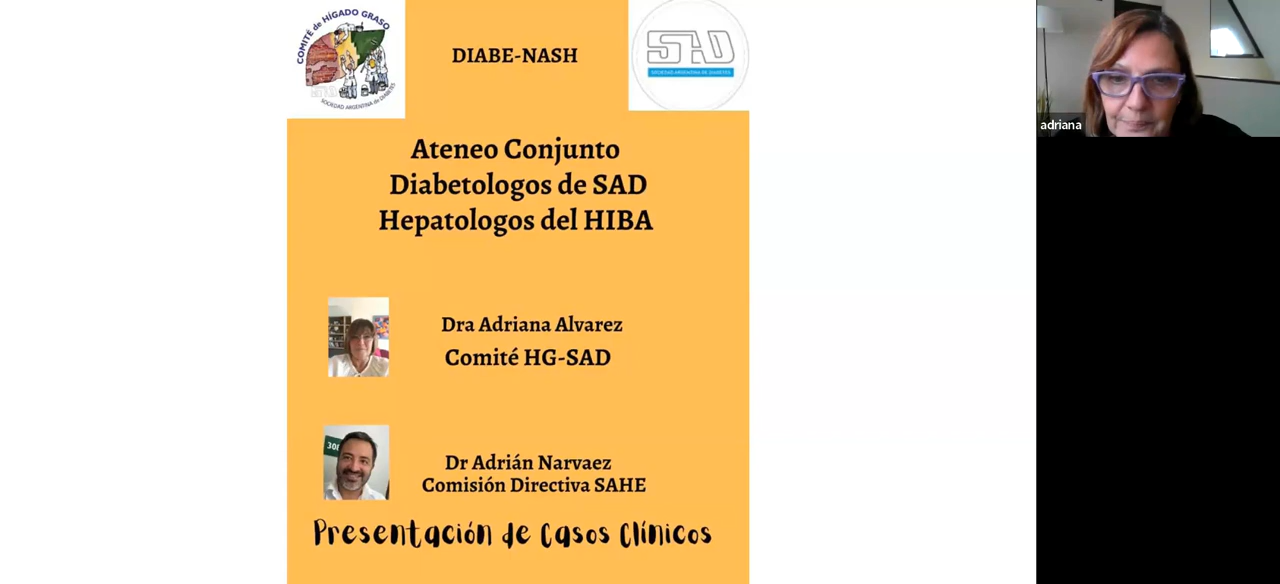 COMITÉ de HÍGADO GRASO
SOCIEDAD ARGENTINA de DIABETES
DIABE-NASH
SAD
SOCIEDAD ARGENTINA DE DIABETES
adriana
Ateneo Conjunto
Diabetologos de SAD
Hepatologos del HIBA
Dra Adriana Alvarez
Comité HG-SAD
308
Dr Adrián Narvaez
Comisión Directiva SAHE
Presentación de Casos Clínicos